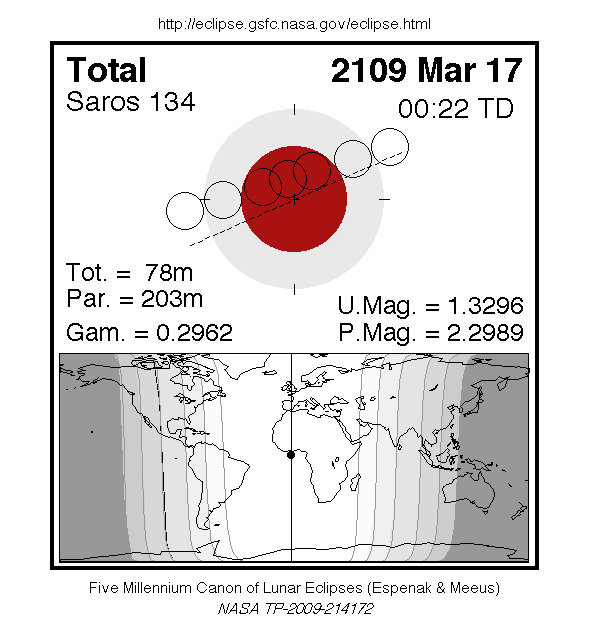 http://eclipse.gsfc.nasa.gov/eclipse.html
Total 2109 Mar 17
Saros 134 00:22 TD
Tot. = 78m
Par. = 203m
Gam. = 0.2962
U.Mag. = 1.3296
P.Mag. = 2.2989
Five Millennium Canon of Lunar Eclipses (Espenak & Meeus)
NASA TP-2009-214172